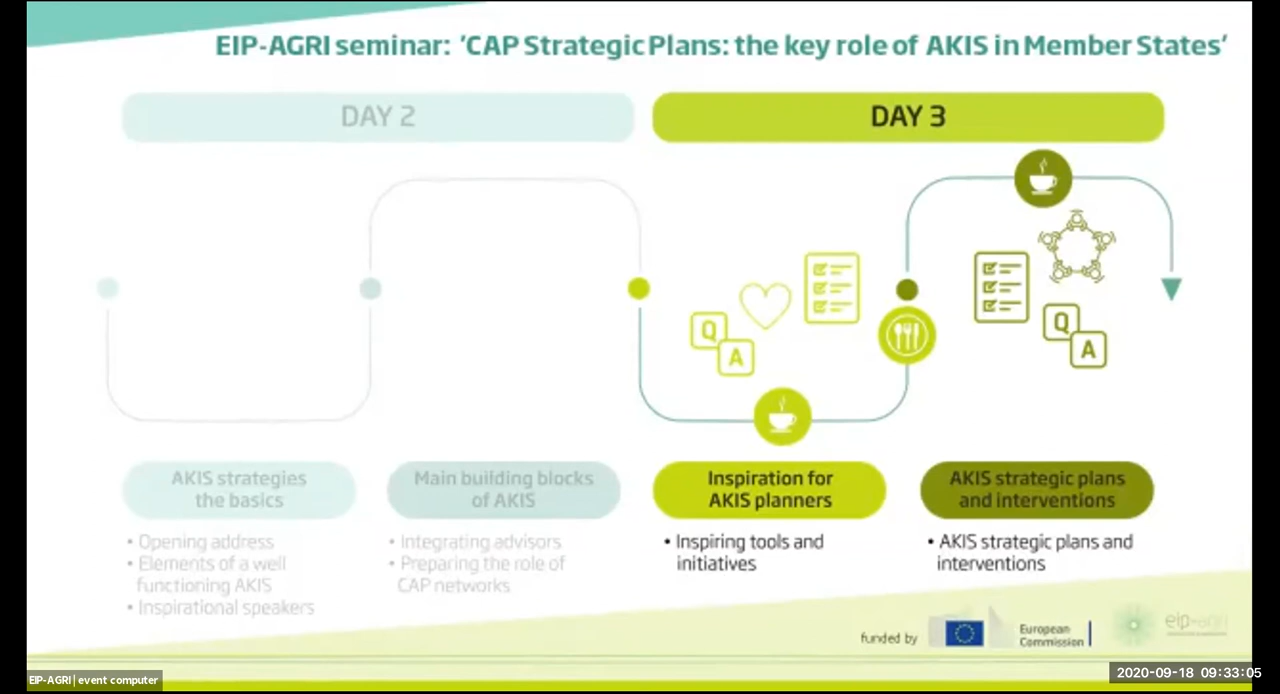 EIP-AGRI seminar: 'CAP Strategic Plans: the key role of AKIS in Member States'
DAY 2
DAY 3
Q
A
Q
A
AKIS strategies
the basics
• Opening address
• Elements of a well
functioning AKIS
• Inspirational speakers
Main building blocks
of AKIS
• Integrating advisors
• Preparing the role of
CAP networks
Inspiration for
AKIS planners
• Inspiring tools and
initiatives
AKIS strategic plans
and interventions
• AKIS strategic plans and
interventions
funded by
European
Commission
eip-agri
EIP-AGRI | event computer
2020-09-18 09:33:05